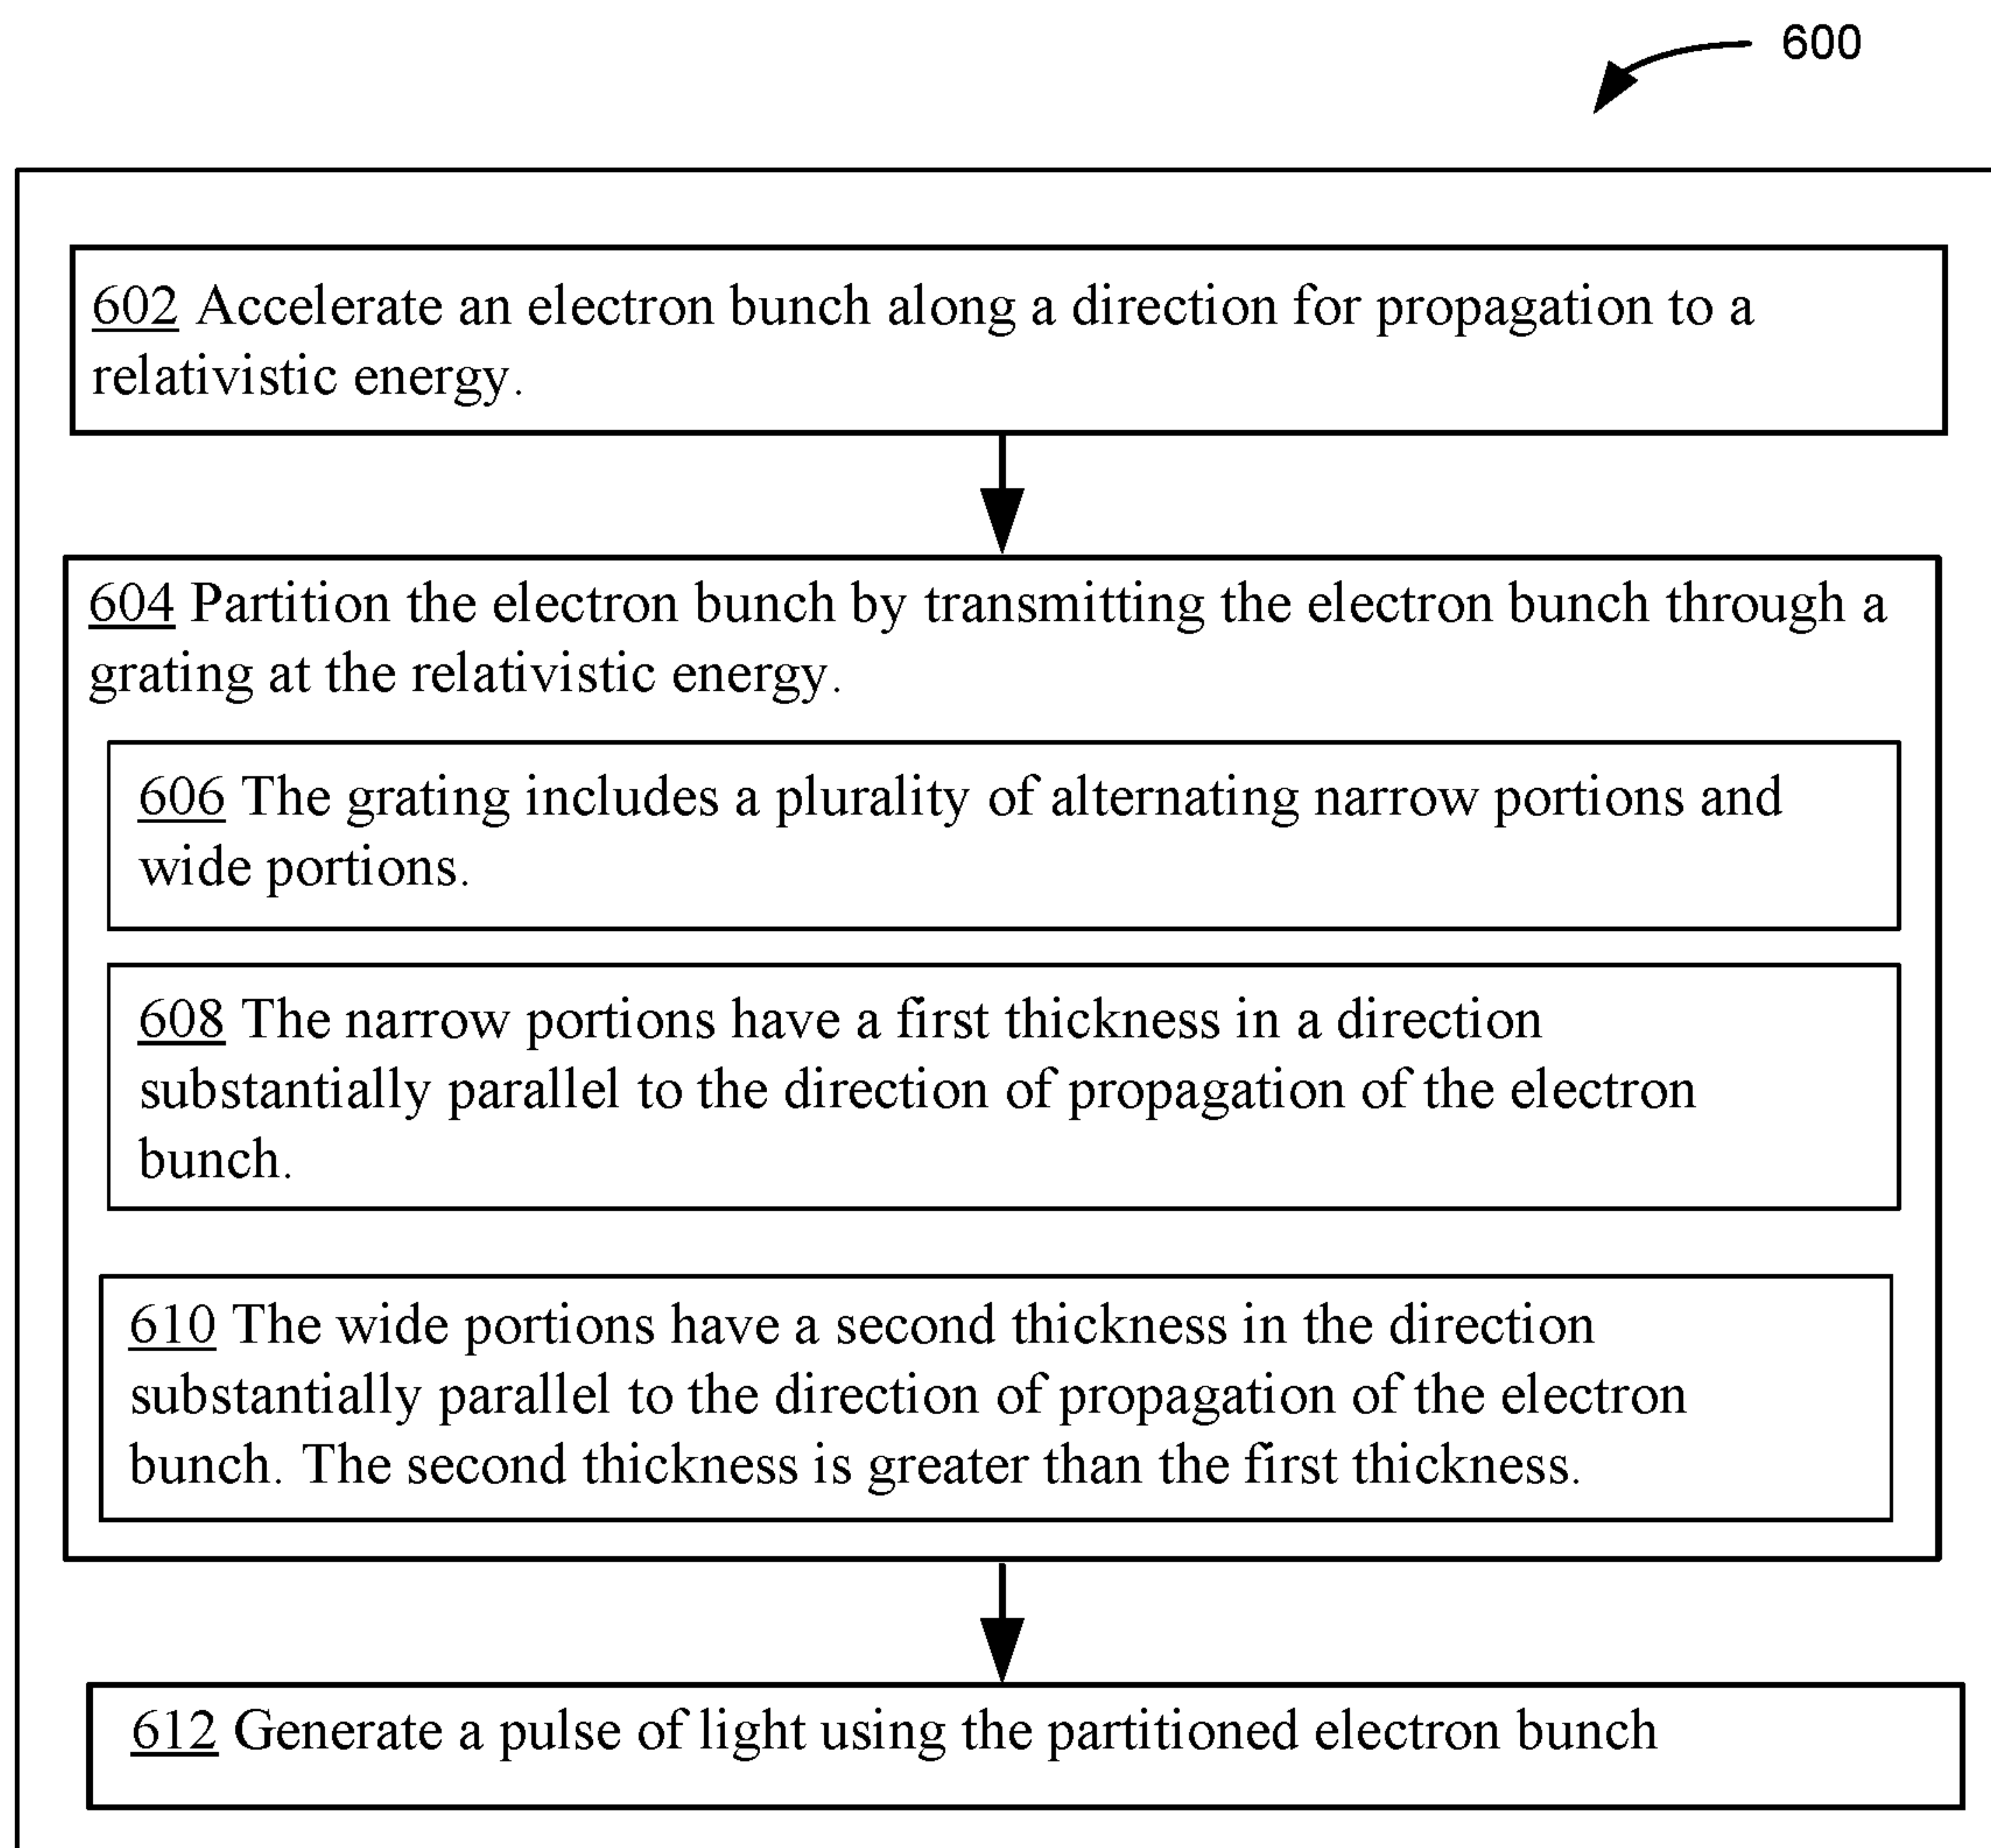 600
602 Accelerate an electron bunch along a direction for propagation to a
relativistic energy.
604 Partition the electron bunch by transmitting the electron bunch through a
grating at the relativistic energy.
606 The grating includes a plurality of alternating narrow portions and
wide portions.
608 The narrow portions have a first thickness in a direction
substantially parallel to the direction of propagation of the electron
bunch.
610 The wide portions have a second thickness in the direction
substantially parallel to the direction of propagation of the electron
bunch. The second thickness is greater than the first thickness.
612 Generate a pulse of light using the partitioned electron bunch